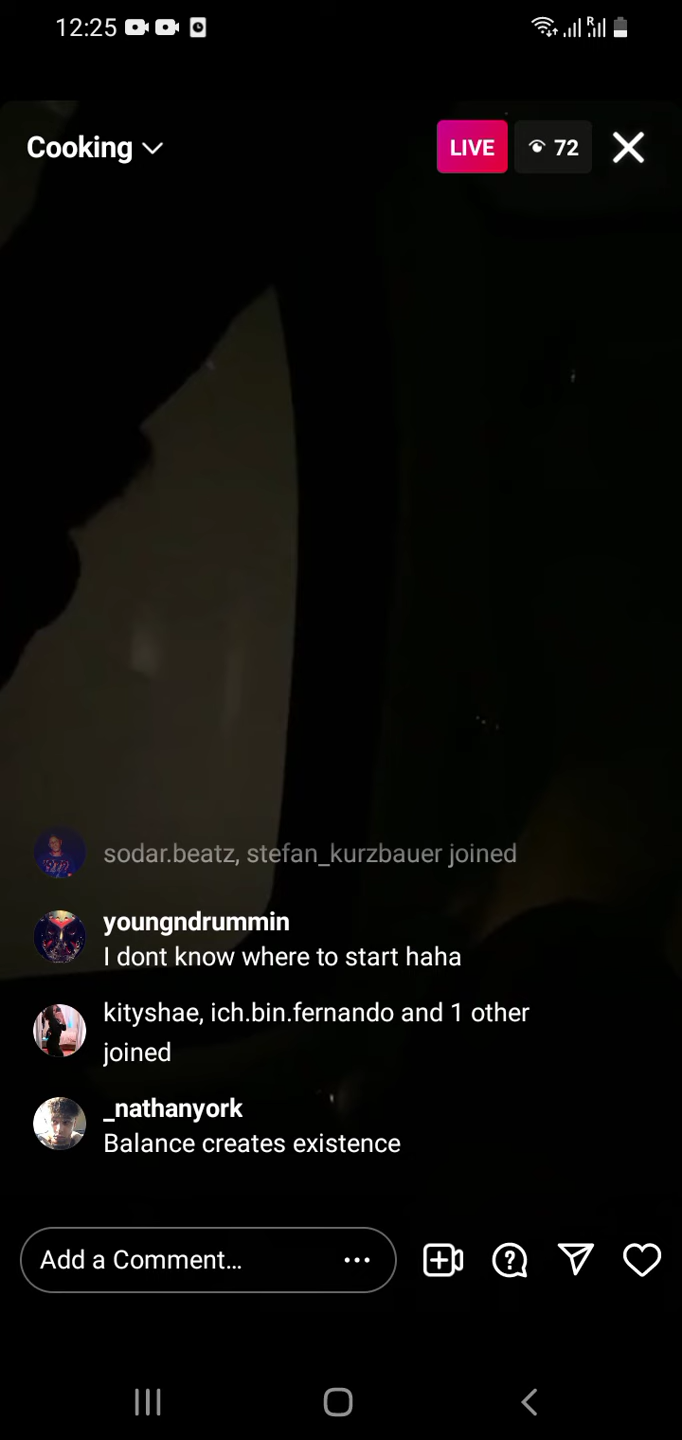 12:25
R
Cooking
LIVE
72
sodar.beatz, stefan_kurzbauer joined
youngndrummin
I dont know where to start haha
kityshae, ich.bin.fernando and 1 other
joined
_nathanyork
Balance creates existence
Add a Comment...